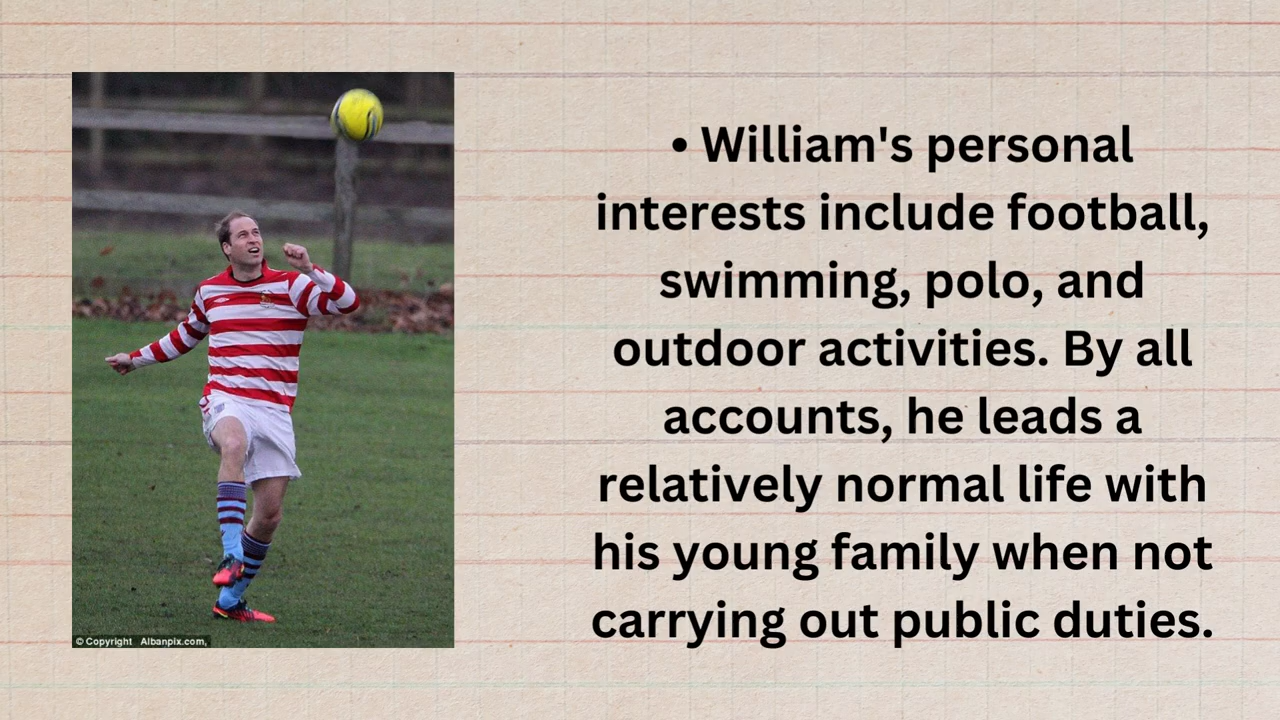 • William's personal
interests include football,
swimming, polo, and
outdoor activities. By all
accounts, he leads a
relatively normal life with
his young family when not
carrying out public duties.
© Copyright Albanpix.com,